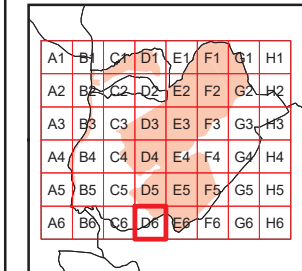 A1 B1 C1 D1 E1 F1 G1 H1
A2 B2 C2 D2 E2 F2 G2 H2
A3 B3 C3 D3 E3 F3 G3 H3
A4 B4 C4 D4 E4 F4 G4 H4
A5 B5 C5 D5 E5 F5 G5 H5
A6 B6 C6 D6 E6 F6 G6 H6